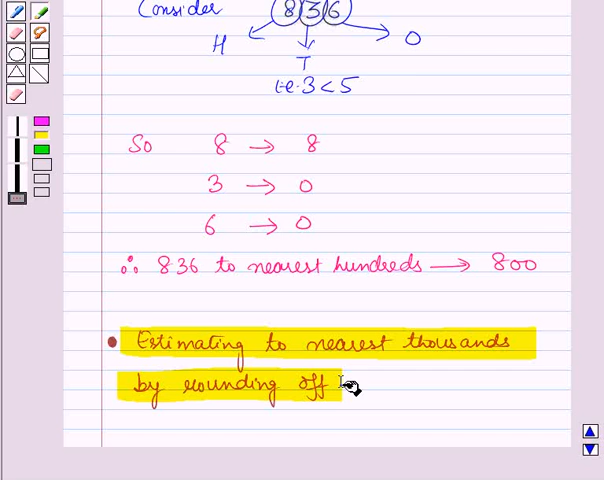 Consider 836
H T O
i.e. 3 < 5
So 8 → 8
3 → 0
6 → 0
∴ 836 to nearest hundreds → 800
• Estimating to nearest thousands
by rounding off